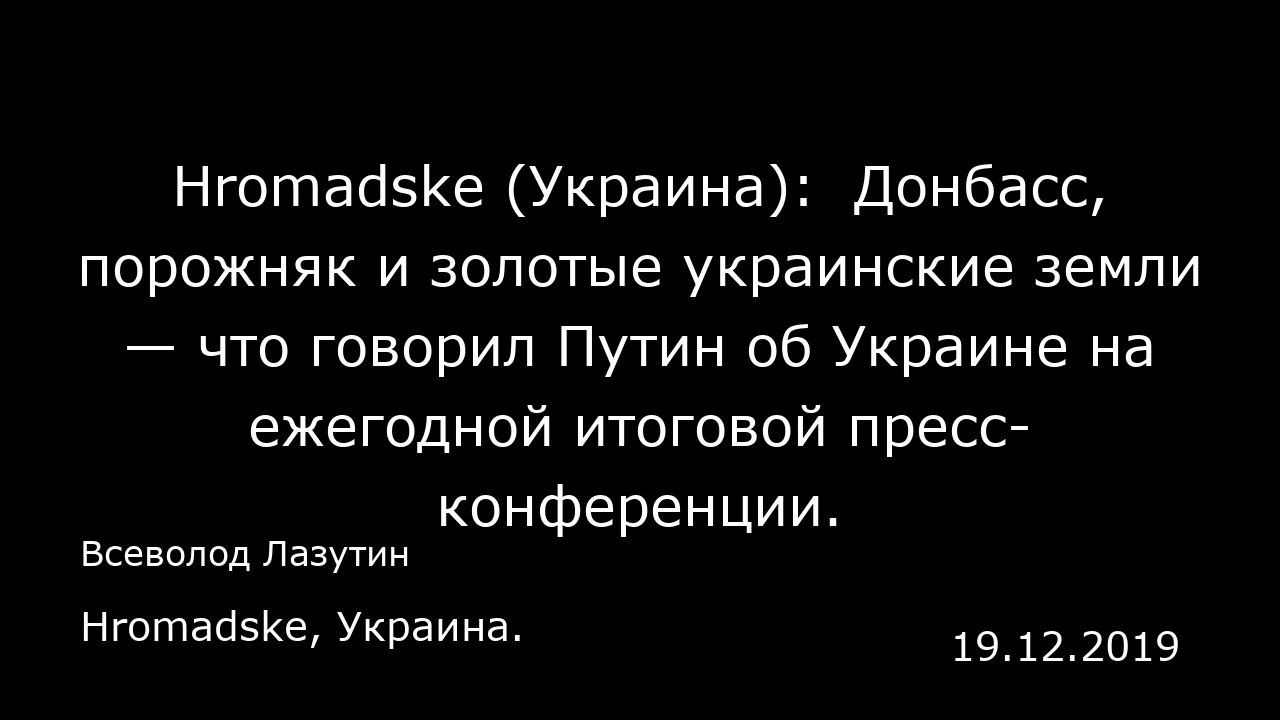 Hromadske (Украина):  Донбасс,
порожняк и золотые украинские земли
— что говорил Путин об Украине на
ежегодной итоговой пресс-
конференции.
Всеволод Лазутин
Hromadske, Украина.
19.12.2019